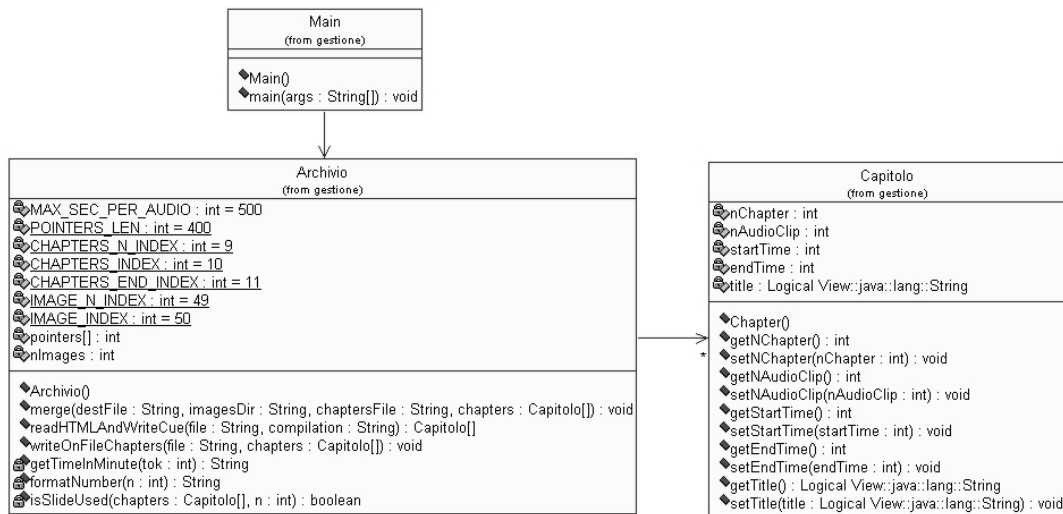 Main
(from gestione)
Main()
main(args : String[]) : void
Archivio
(from gestione)
MAX_SEC_PER_AUDIO : int = 500
POINTERS_LEN : int = 400
CHAPTERS_N_INDEX : int = 9
CHAPTERS_INDEX : int = 10
CHAPTERS_END_INDEX : int = 11
IMAGE_N_INDEX : int = 49
IMAGE_INDEX : int = 50
pointers[] : int
nImages : int
Archivio()
merge(destFile : String, imagesDir : String, chaptersFile : String, chapters : Capitolo[]) : void
readHTMLAndWriteCue(file : String, compilation : String) : Capitolo[]
writeOnFileChapters(file : String, chapters : Capitolo[]) : void
getTimeInMinute(tok : int) : String
formatNumber(n : int) : String
isSlideUsed(chapters : Capitolo[], n : int) : boolean
*
Capitolo
(from gestione)
nChapter : int
nAudioClip : int
startTime : int
endTime : int
title : Logical View::java::lang::String
Chapter()
getNChapter() : int
setNChapter(nChapter : int) : void
getNAudioClip() : int
setNAudioClip(nAudioClip : int) : void
getStartTime() : int
setStartTime(startTime : int) : void
getEndTime() : int
setEndTime(endTime : int) : void
getTitle() : Logical View::java::lang::String
setTitle(title : Logical View::java::lang::String) : void